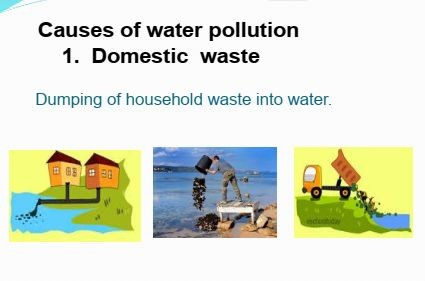 Causes of water pollution
1. Domestic waste
Dumping of household waste into water.